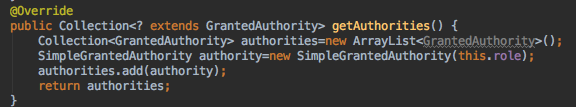 @Override
public Collection<? extends GrantedAuthority> getAuthorities() {
    Collection<GrantedAuthority> authorities=new ArrayList<GrantedAuthority>();
    SimpleGrantedAuthority authority=new SimpleGrantedAuthority(this.role);
    authorities.add(authority);
    return authorities;
}